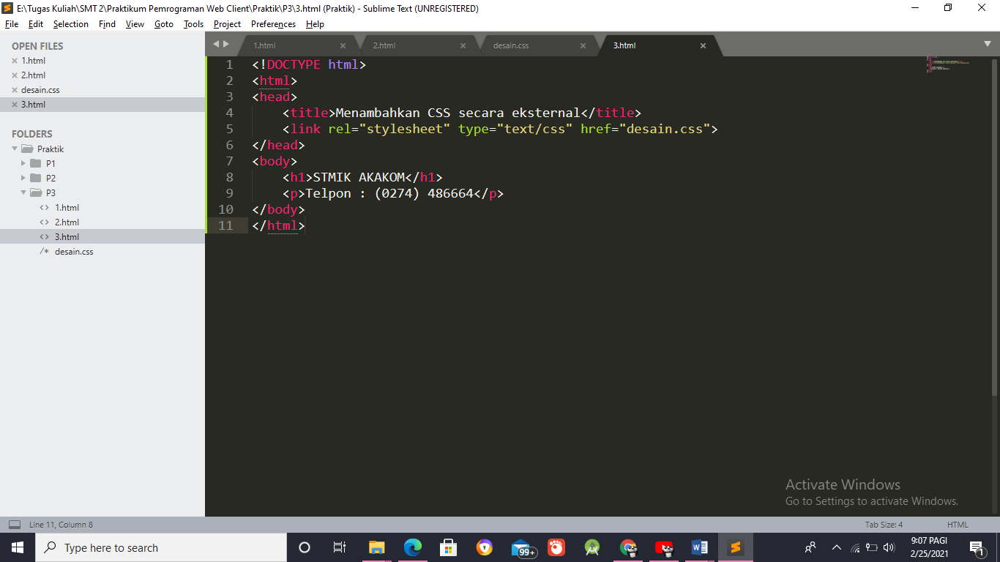 E:\Tugas Kuliah\SMT 2\Praktikum Pemrograman Web Client\Praktik\P3\3.html (Praktik) - Sublime Text (UNREGISTERED)
File Edit Selection Find View Goto Tools Project Preferences Help
OPEN FILES
1.html
2.html
desain.css
3.html
FOLDERS
Praktik
P1
P2
P3
<> 1.html
<> 2.html
<> 3.html
/* desain.css
1.html 2.html desain.css 3.html
1 <!DOCTYPE html>
2 <html>
3 <head>
4 <title>Menambahkan CSS secara eksternal</title>
5 <link rel="stylesheet" type="text/css" href="desain.css">
6 </head>
7 <body>
8 <h1>STMIK AKAKOM</h1>
9 <p>Telpon : (0274) 486664</p>
10 </body>
11 </html>
Activate Windows
Go to Settings to activate Windows.
Line 11, Column 8 Tab Size: 4 HTML
Type here to search
99+
9:07 PAGI
2/25/2021
1